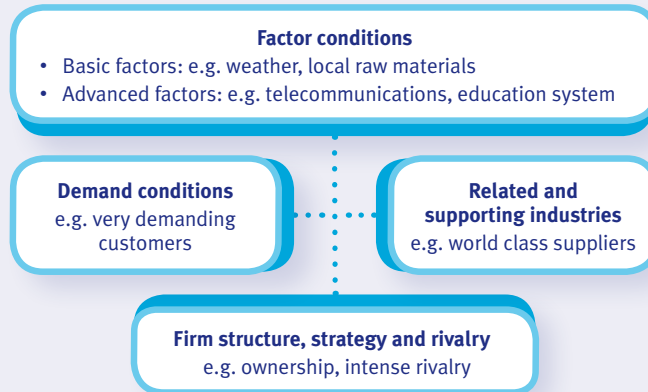 Factor conditions
• Basic factors: e.g. weather, local raw materials
• Advanced factors: e.g. telecommunications, education system
Demand conditions
e.g. very demanding
customers
Related and
supporting industries
e.g. world class suppliers
Firm structure, strategy and rivalry
e.g. ownership, intense rivalry